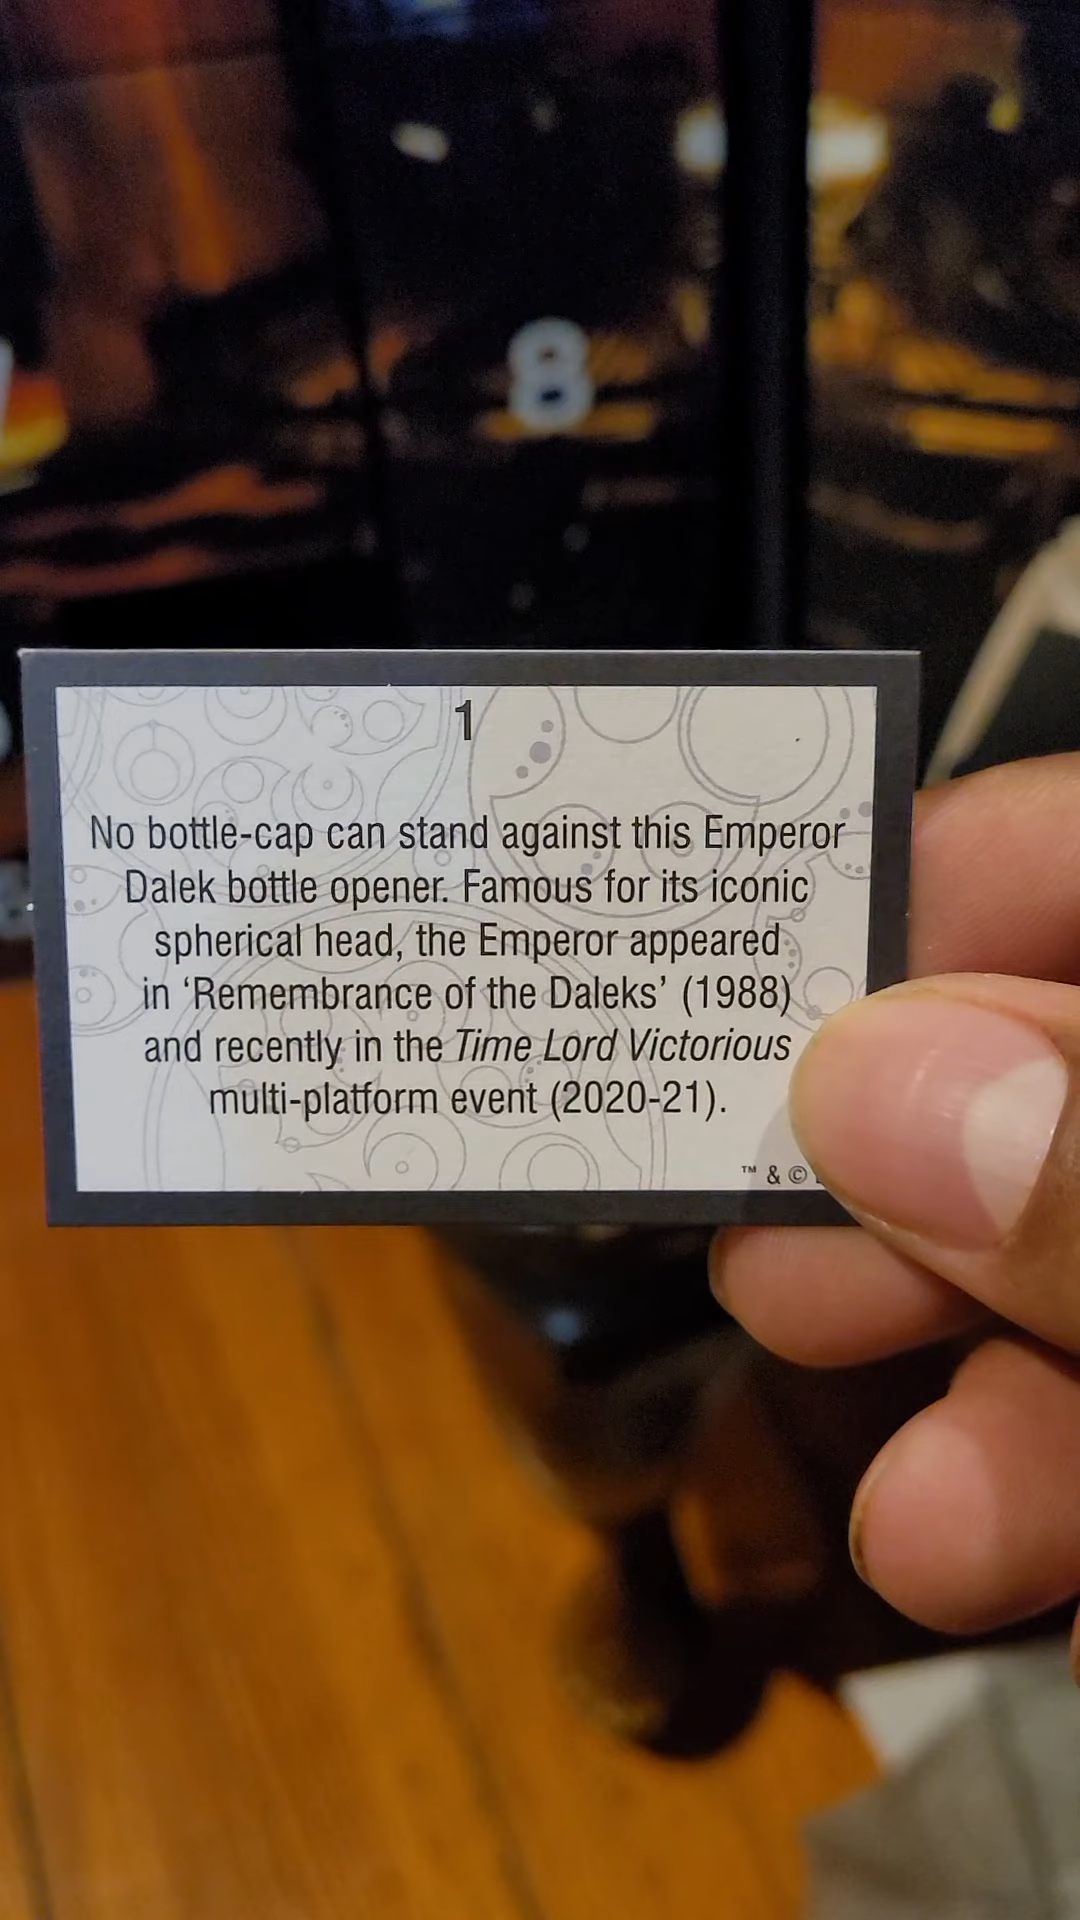 8
1
No bottle-cap can stand against this Emperor
Dalek bottle opener. Famous for its iconic
spherical head, the Emperor appeared
in ‘Remembrance of the Daleks’ (1988)
and recently in the Time Lord Victorious
multi-platform event (2020-21).
™ & ©